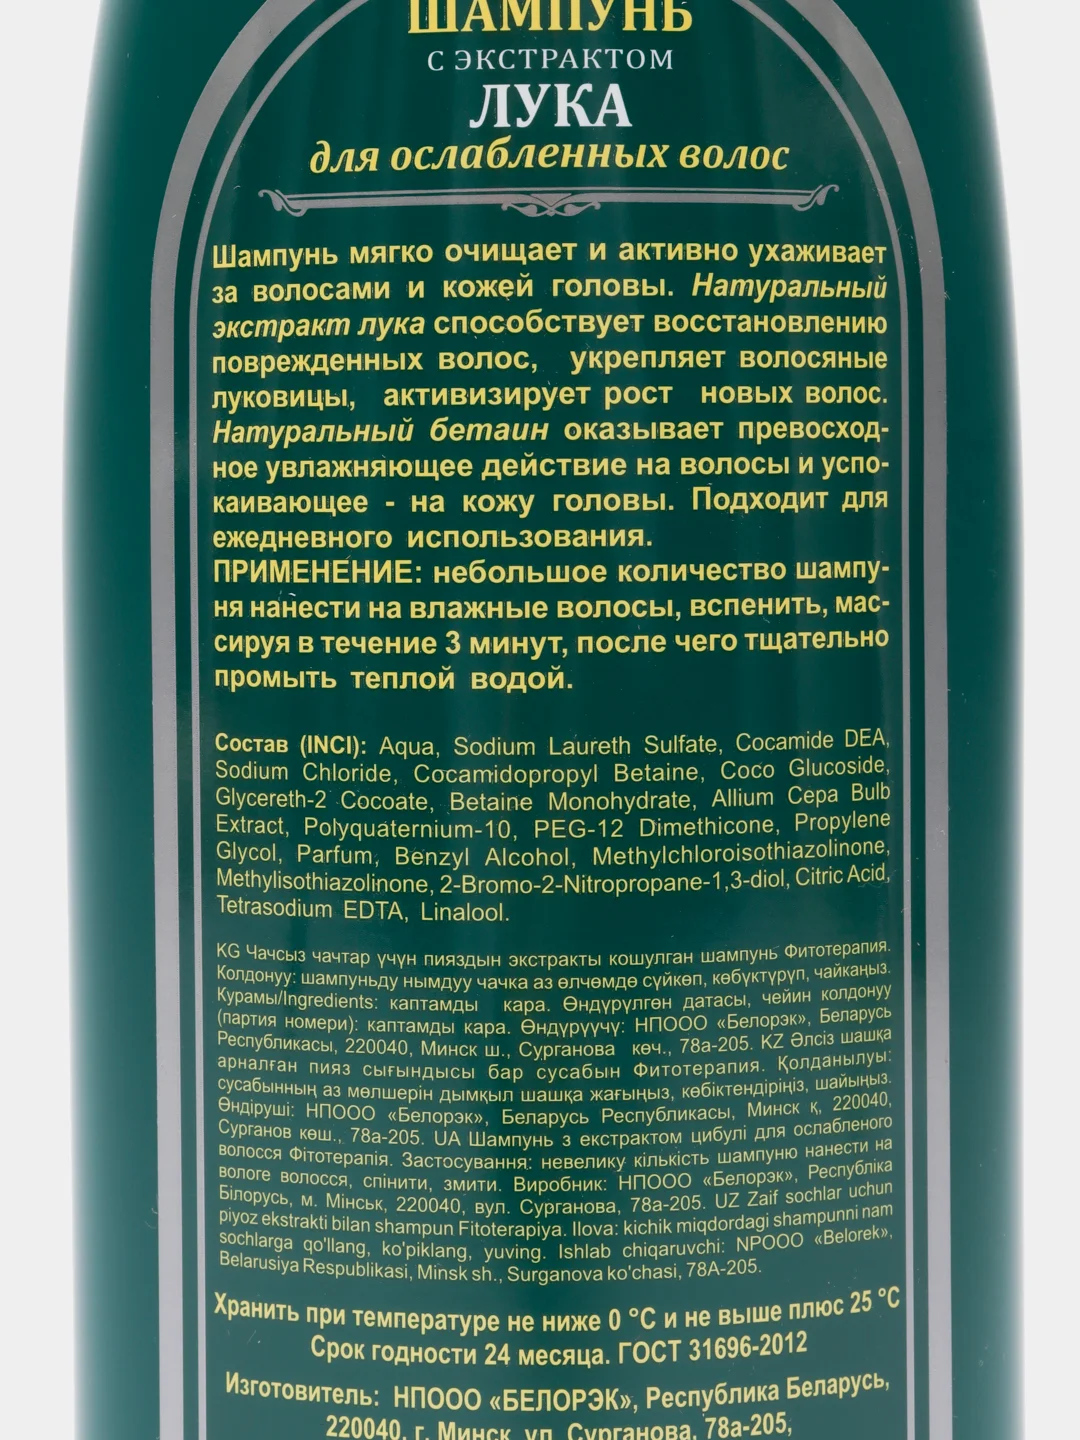 ШАМПУНЬ
С ЭКСТРАКТОМ
ЛУКА
для ослабленных волос
Шампунь мягко очищает и активно ухаживает
за волосами и кожей головы. Натуральный
экстракт лука способствует восстановлению
поврежденных волос, укрепляет волосяные
луковицы, активизирует рост новых волос.
Натуральный бетаин оказывает превосход-
ное увлажняющее действие на волосы и успо-
каивающее - на кожу головы. Подходит для
ежедневного использования.
ПРИМЕНЕНИЕ: небольшое количество шампу-
ня нанести на влажные волосы, вспенить, мас-
сируя в течение 3 минут, после чего тщательно
промыть теплой водой.
Состав (INCI): Aqua, Sodium Laureth Sulfate, Cocamide DEA,
Sodium Chloride, Cocamidopropyl Betaine, Coco Glucoside,
Glycereth-2 Cocoate, Betaine Monohydrate, Allium Cepa Bulb
Extract, Polyquaternium-10, PEG-12 Dimethicone, Propylene
Glycol, Parfum, Benzyl Alcohol, Methylchloroisothiazolinone,
Methylisothiazolinone, 2-Bromo-2-Nitropropane-1,3-diol, Citric Acid,
Tetrasodium EDTA, Linalool.
KG Чачсыз чачтар үчүн пияздын экстракты кошулган шампунь Фитотерапия.
Колдонуу: шампуньду нымдуу чачка аз өлчөмдө сүйкөп, көбүктүрүп, чайкаңыз.
Курамы/Ingredients: каптамды кара. Өндүрүлгөн датасы, чейин колдонуу
(партия номери): каптамды кара. Өндүрүүчү: НПООО «Белорэк», Беларусь
Республикасы, 220040, Минск ш., Сурганова көч., 78а-205. KZ Әлсіз шашқа
арналған пияз сығындысы бар сусабын Фитотерапия. Қолданылуы:
сусабынның аз мөлшерін дымқыл шашқа жағыңыз, көбіктендіріңіз, шайыңыз.
Өндіруші: НПООО «Белорэк», Беларусь Республикасы, Минск қ, 220040,
Сурганов көш., 78а-205. UA Шампунь з екстрактом цибулі для ослабленого
волосся Фітотерапія. Застосування: невелику кількість шампуню нанести на
вологе волосся, спінити, змити. Виробник: НПООО «Белорэк», Республіка
Білорусь, м. Мінськ, 220040, вул. Сурганова, 78а-205. UZ Zaif sochlar uchun
piyoz ekstrakti bilan shampun Fitoterapiya. Ilova: kichik miqdordagi shampunni nam
sochlarga qo'llang, ko'piklang, yuving. Ishlab chiqaruvchi: NPOOO «Belorek»,
Belarusiya Respublikasi, Minsk sh., Surganova ko'chasi, 78A-205.
Хранить при температуре не ниже 0 °C и не выше плюс 25 °C
Срок годности 24 месяца. ГОСТ 31696-2012
Изготовитель: НПООО «БЕЛОРЭК», Республика Беларусь,
220040, г. Минск, ул. Сурганова, 78а-205,